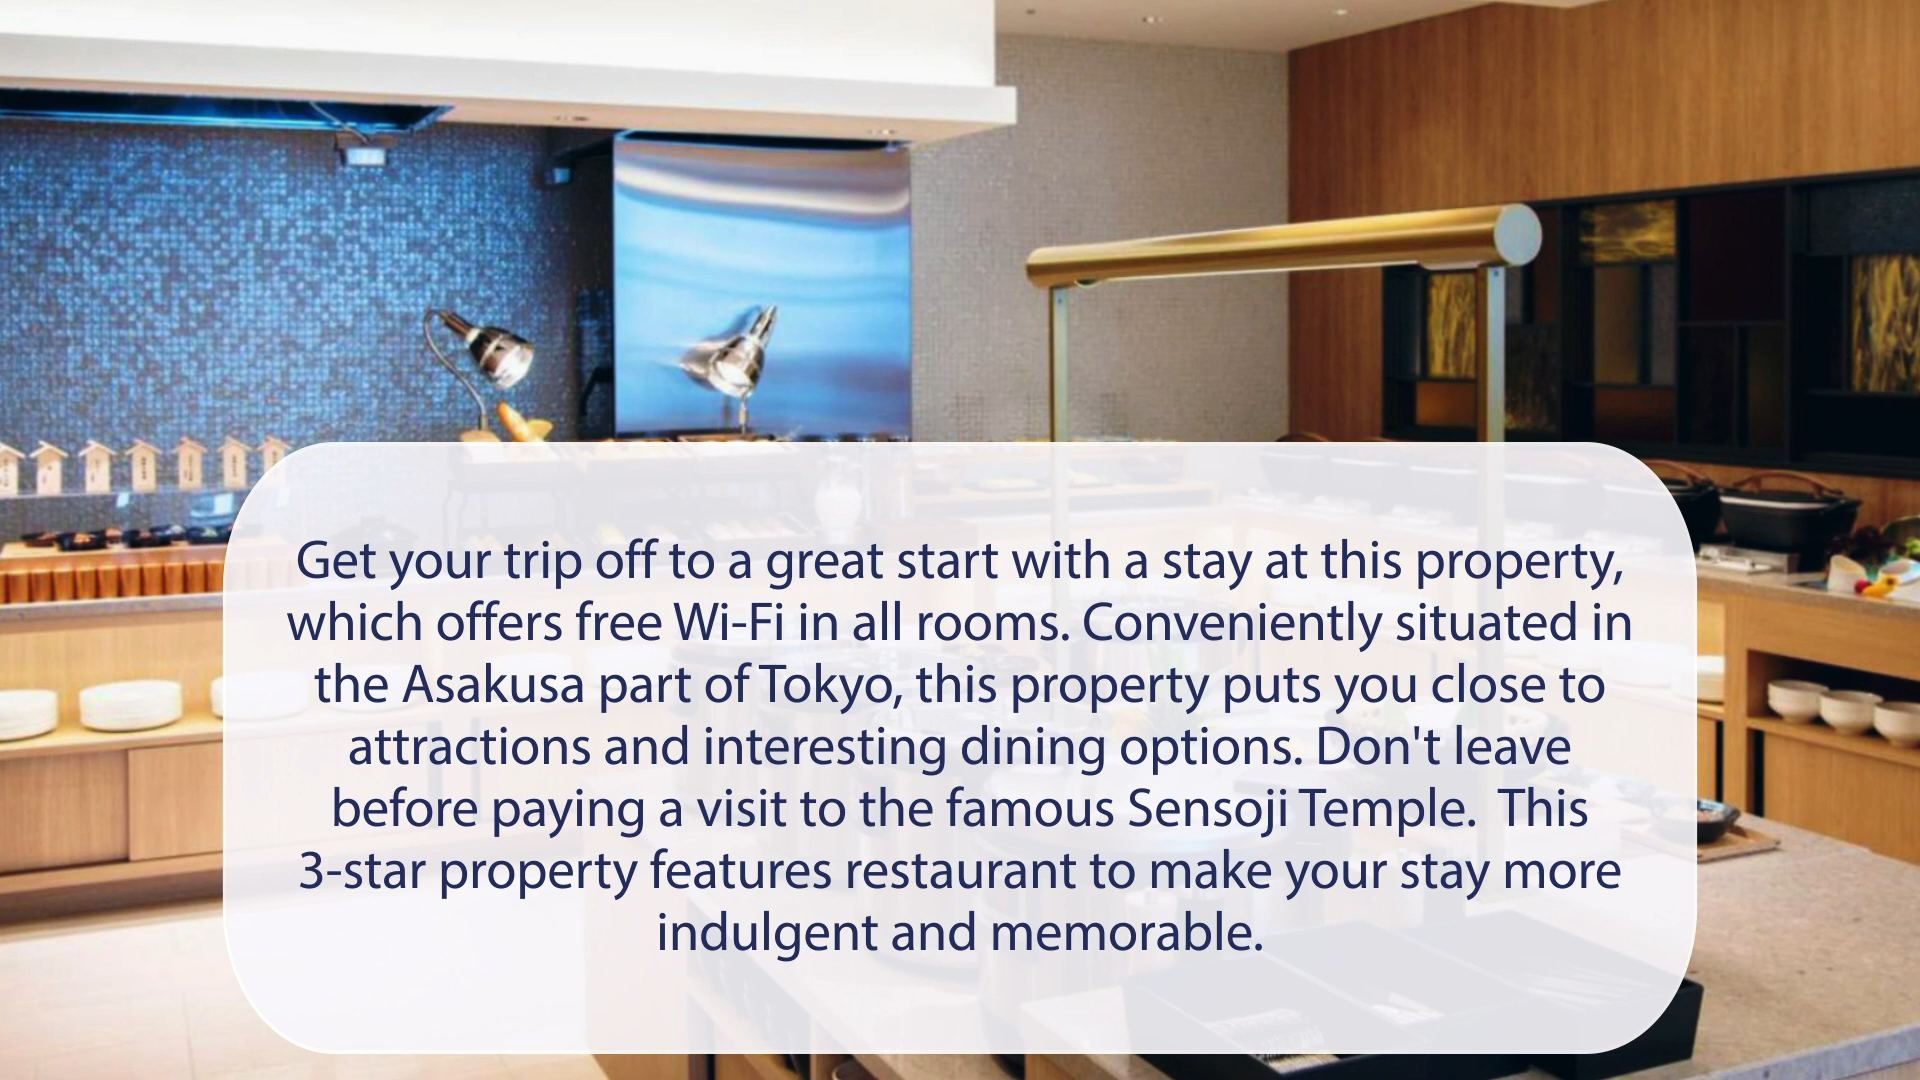 Get your trip off to a great start with a stay at this property,
which offers free Wi-Fi in all rooms. Conveniently situated in
the Asakusa part of Tokyo, this property puts you close to
attractions and interesting dining options. Don't leave
before paying a visit to the famous Sensoji Temple.  This
3-star property features restaurant to make your stay more
indulgent and memorable.